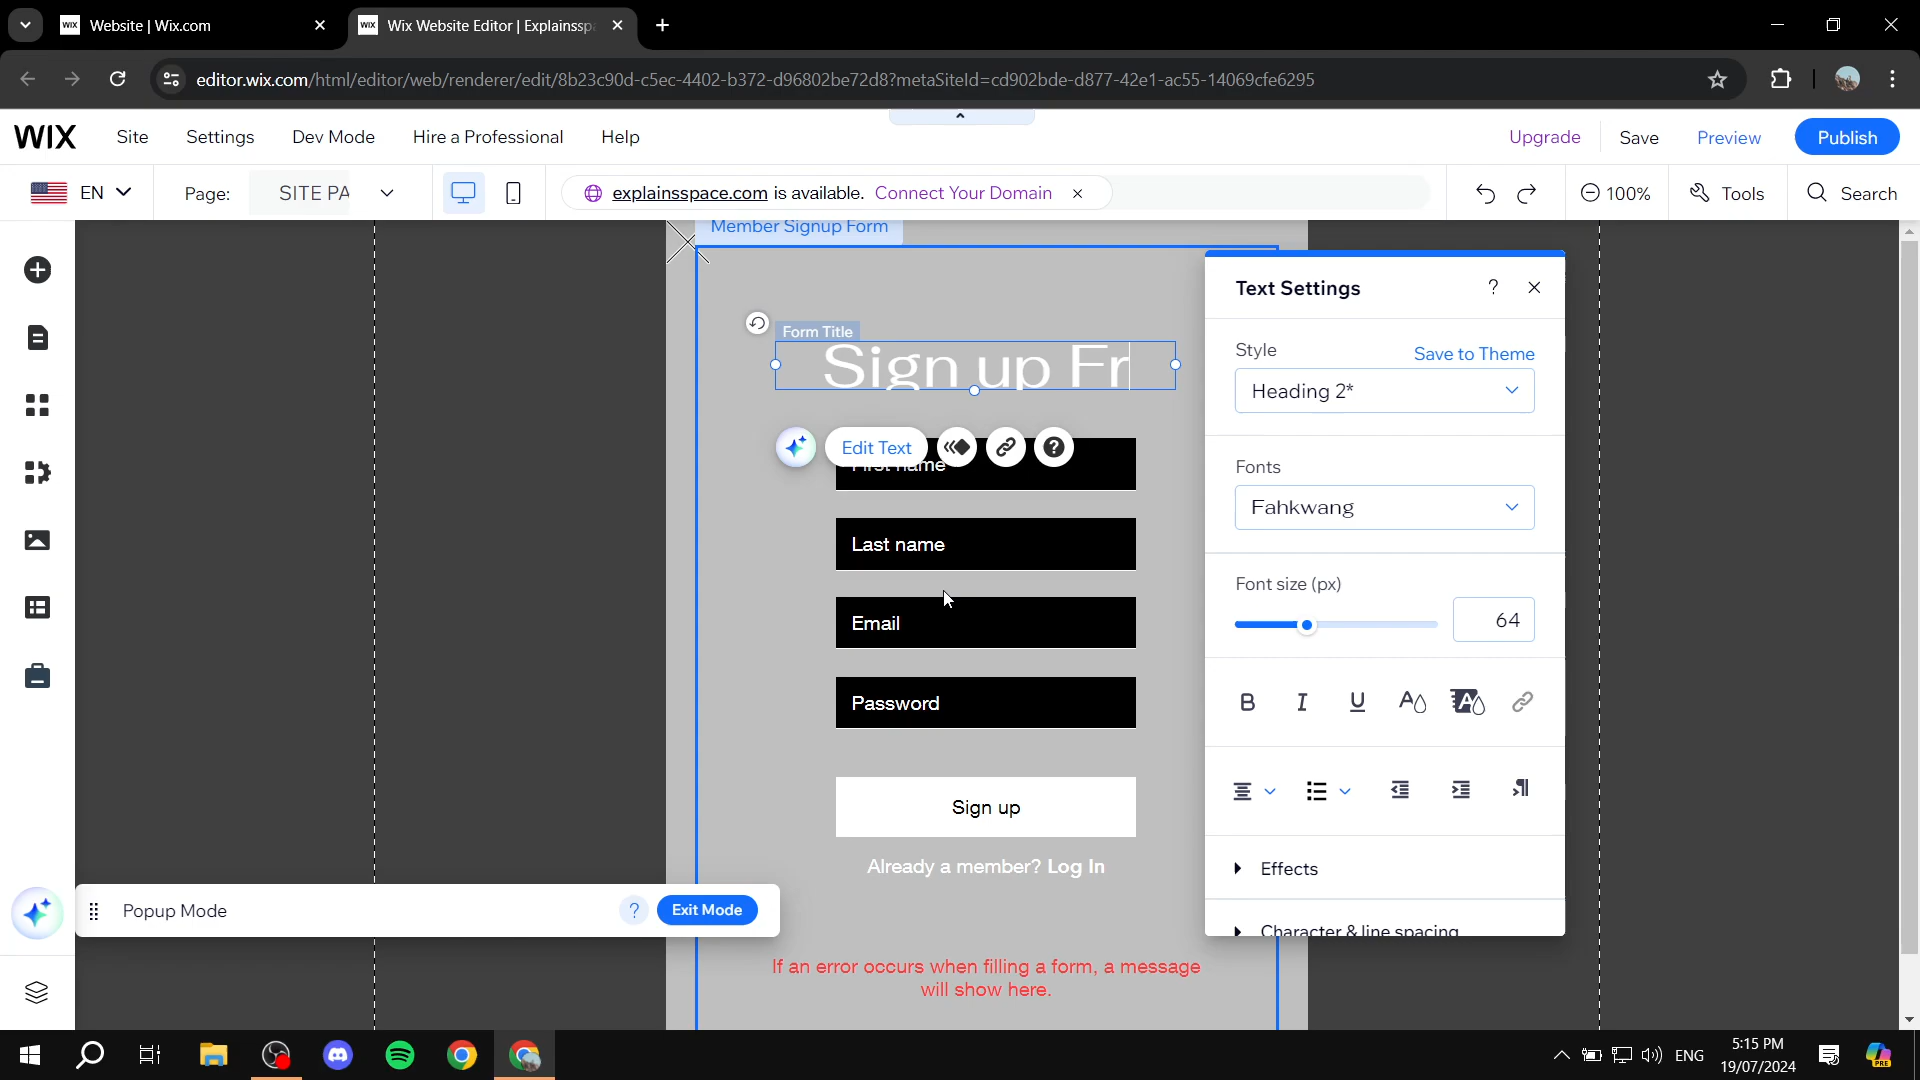 Website | Wix.com
Wix Website Editor | Explainssp
editor.wix.com/html/editor/web/renderer/edit/8b23c90d-c5ec-4402-b372-d96802be72d8?metaSiteId=cd902bde-d877-42e1-ac55-14069cfe6295
WIX Site Settings Dev Mode Hire a Professional Help Upgrade Save Preview Publish
EN Page: SITE PA explainsspace.com is available. Connect Your Domain 100% Tools Search
Member Signup Form
Form Title
Sign up Fr
Edit Text
First name
Last name
Email
Password
Sign up
Already a member? Log In
If an error occurs when filling a form, a message
will show here.
Text Settings
Style Save to Theme
Heading 2*
Fonts
Fahkwang
Font size (px)
64
Effects
Character & line spacing
Popup Mode ? Exit Mode
ENG
5:15 PM
19/07/2024